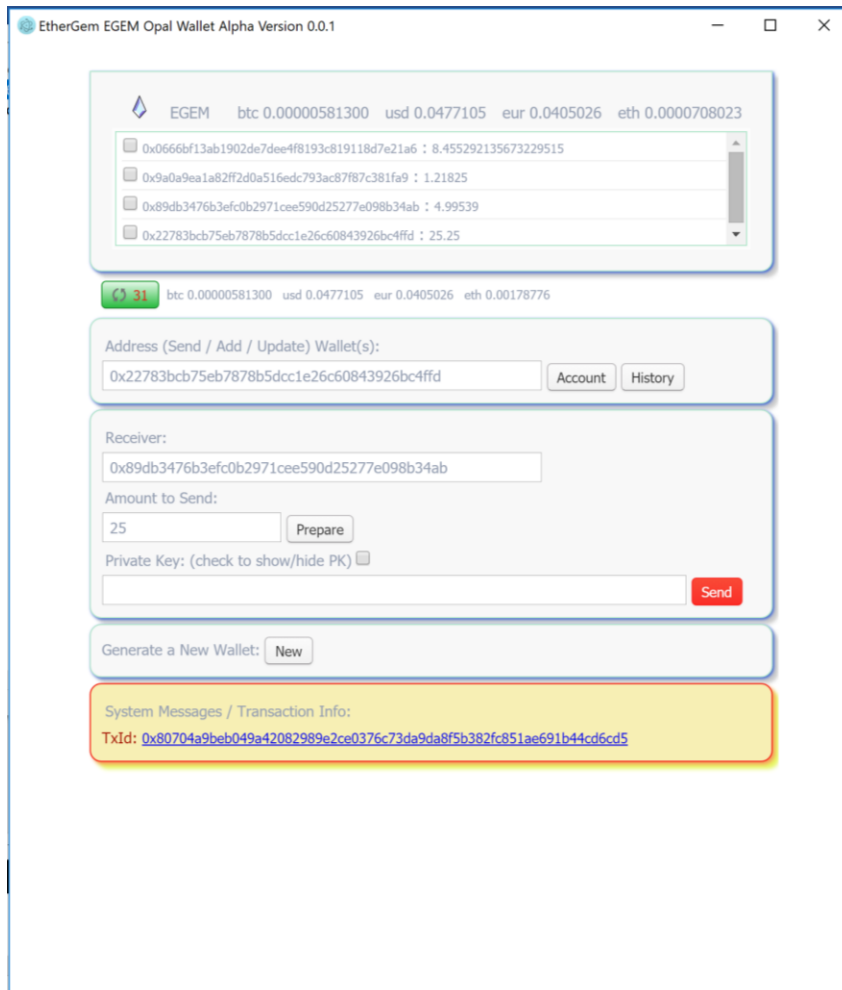 EtherGem EGEM Opal Wallet Alpha Version 0.0.1
EGEM btc 0.00000581300 usd 0.0477105 eur 0.0405026 eth 0.0000708023
0x0666bf13ab1902de7dee4f8193c819118d7e21a6 : 8.455292135673229515
0x9a0a9ea1a82ff2d0a516edc793ac87f87c381fa9 : 1.21825
0x89db3476b3efc0b2971cee590d25277e098b34ab : 4.99539
0x22783bcb75eb7878b5dcc1e26c60843926bc4ffd : 25.25
31 btc 0.00000581300 usd 0.0477105 eur 0.0405026 eth 0.00178776
Address (Send / Add / Update) Wallet(s):
0x22783bcb75eb7878b5dcc1e26c60843926bc4ffd Account History
Receiver:
0x89db3476b3efc0b2971cee590d25277e098b34ab
Amount to Send:
25 Prepare
Private Key: (check to show/hide PK)
Send
Generate a New Wallet: New
System Messages / Transaction Info:
TxId: 0x80704a9beb049a42082989e2ce0376c73da9da8f5b382fc851ae691b44cd6cd5